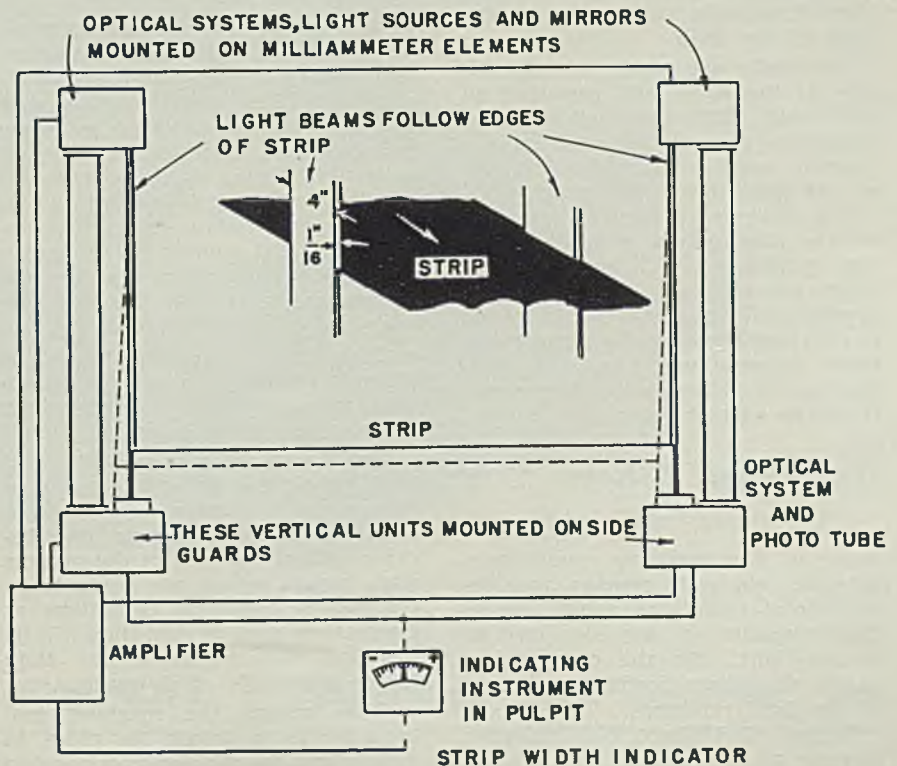 OPTICAL SYSTEMS, LIGHT SOURCES AND MIRRORS
MOUNTED ON MILLIAMMETER ELEMENTS
LIGHT BEAMS FOLLOW EDGES
OF STRIP
4"
1"
16
STRIP
STRIP
OPTICAL
SYSTEM
AND
PHOTO TUBE
THESE VERTICAL UNITS MOUNTED ON SIDE
GUARDS
AMPLIFIER
- +
INDICATING
INSTRUMENT
IN PULPIT
STRIP WIDTH INDICATOR